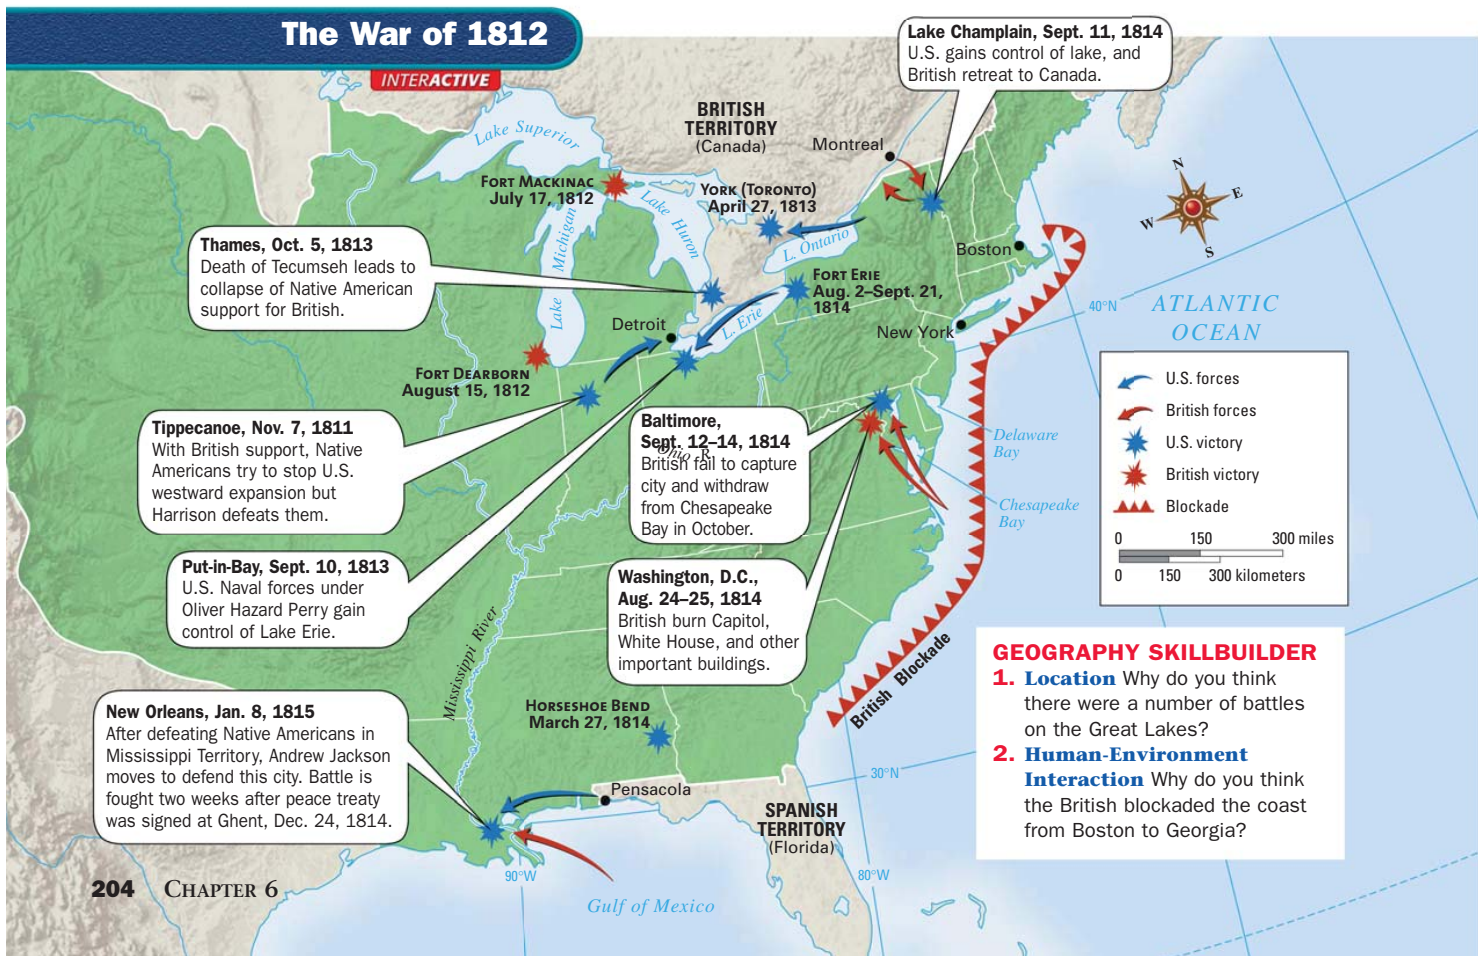 The War of 1812
INTERACTIVE
Lake Champlain, Sept. 11, 1814
U.S. gains control of lake, and
British retreat to Canada.
BRITISH
TERRITORY
(Canada)
Montreal
Lake Superior
FORT MACKINAC
July 17, 1812
YORK (TORONTO)
April 27, 1813
Lake Huron
Lake Michigan
L. Ontario
Boston
Thames, Oct. 5, 1813
Death of Tecumseh leads to
collapse of Native American
support for British.
FORT ERIE
Aug. 2–Sept. 21,
1814
L. Erie
Detroit
New York
40°N
ATLANTIC
OCEAN
N
E
W
S
FORT DEARBORN
August 15, 1812
U.S. forces
British forces
U.S. victory
British victory
Blockade
0 150 300 miles
0 150 300 kilometers
Tippecanoe, Nov. 7, 1811
With British support, Native
Americans try to stop U.S.
westward expansion but
Harrison defeats them.
Baltimore,
Sept. 12–14, 1814
British fail to capture
city and withdraw
from Chesapeake
Bay in October.
Ohio R.
Delaware
Bay
Chesapeake
Bay
Put-in-Bay, Sept. 10, 1813
U.S. Naval forces under
Oliver Hazard Perry gain
control of Lake Erie.
Washington, D.C.,
Aug. 24–25, 1814
British burn Capitol,
White House, and other
important buildings.
Mississippi River
British Blockade
HORSESHOE BEND
March 27, 1814
New Orleans, Jan. 8, 1815
After defeating Native Americans in
Mississippi Territory, Andrew Jackson
moves to defend this city. Battle is
fought two weeks after peace treaty
was signed at Ghent, Dec. 24, 1814.
Pensacola
SPANISH
TERRITORY
(Florida)
30°N
90°W
80°W
Gulf of Mexico
GEOGRAPHY SKILLBUILDER
1. Location Why do you think
there were a number of battles
on the Great Lakes?
2. Human-Environment
Interaction Why do you think
the British blockaded the coast
from Boston to Georgia?
204 CHAPTER 6